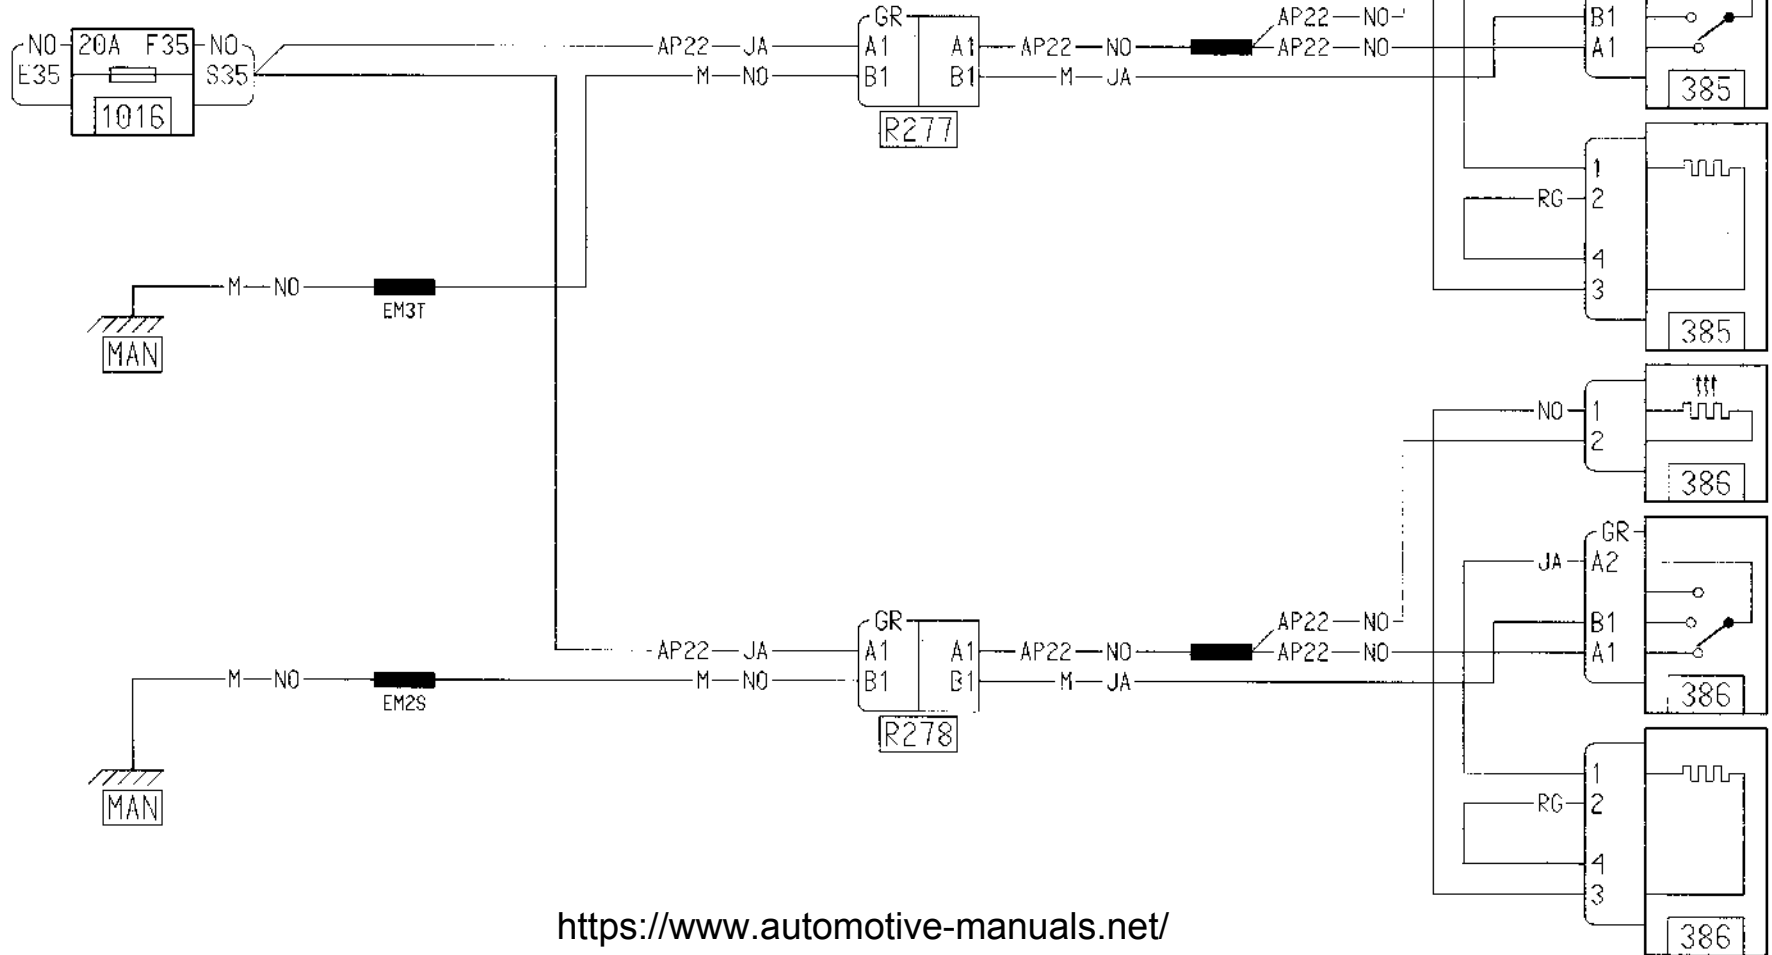 GR
AP22 NO
B1
NO 20A F35 NO
AP22 JA A1 A1 AP22 NO AP22 NO A1
E35 S35
M NO B1 B1 M JA
385
1016
R277
1
RG 2
4
M NO
3
EM3T
385
MAN
NO 1
2
386
GR
JA A2
GR AP22 NO B1
AP22 JA A1 A1 AP22 NO AP22 NO A1
M NO M NO B1 B1 M JA
386
EM2S
R278
1
MAN
RG 2
4
3
https://www.automotive-manuals.net/
386